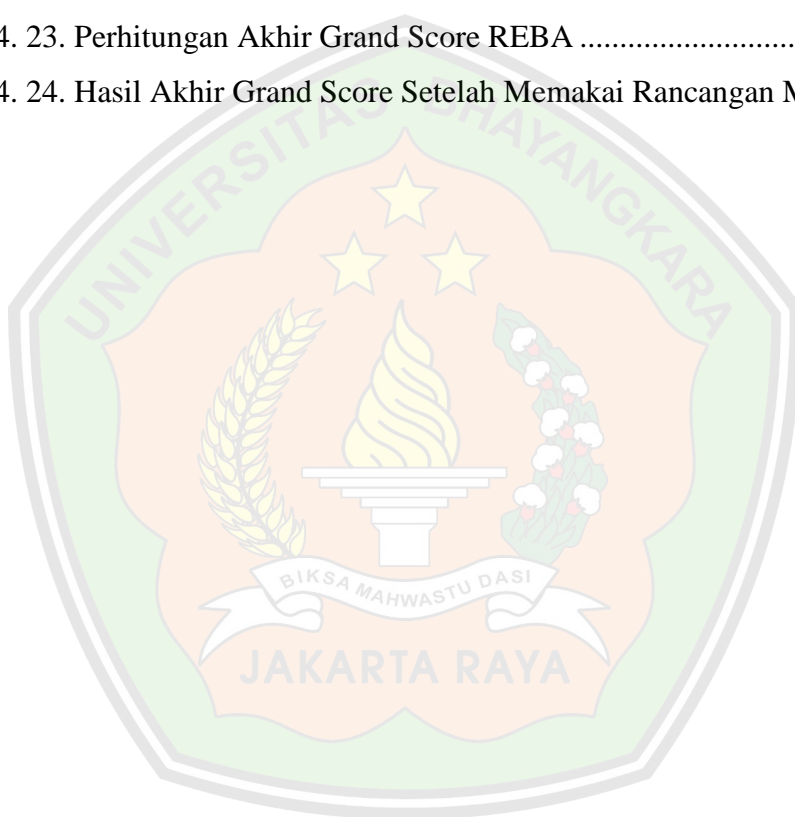 4. 23. Perhitungan Akhir Grand Score REBA ...........................
4. 24. Hasil Akhir Grand Score Setelah Memakai Rancangan
UNIVERSITAS BHAYANGKARA
BIKSA MAHWASTU DASI
JAKARTA RAYA